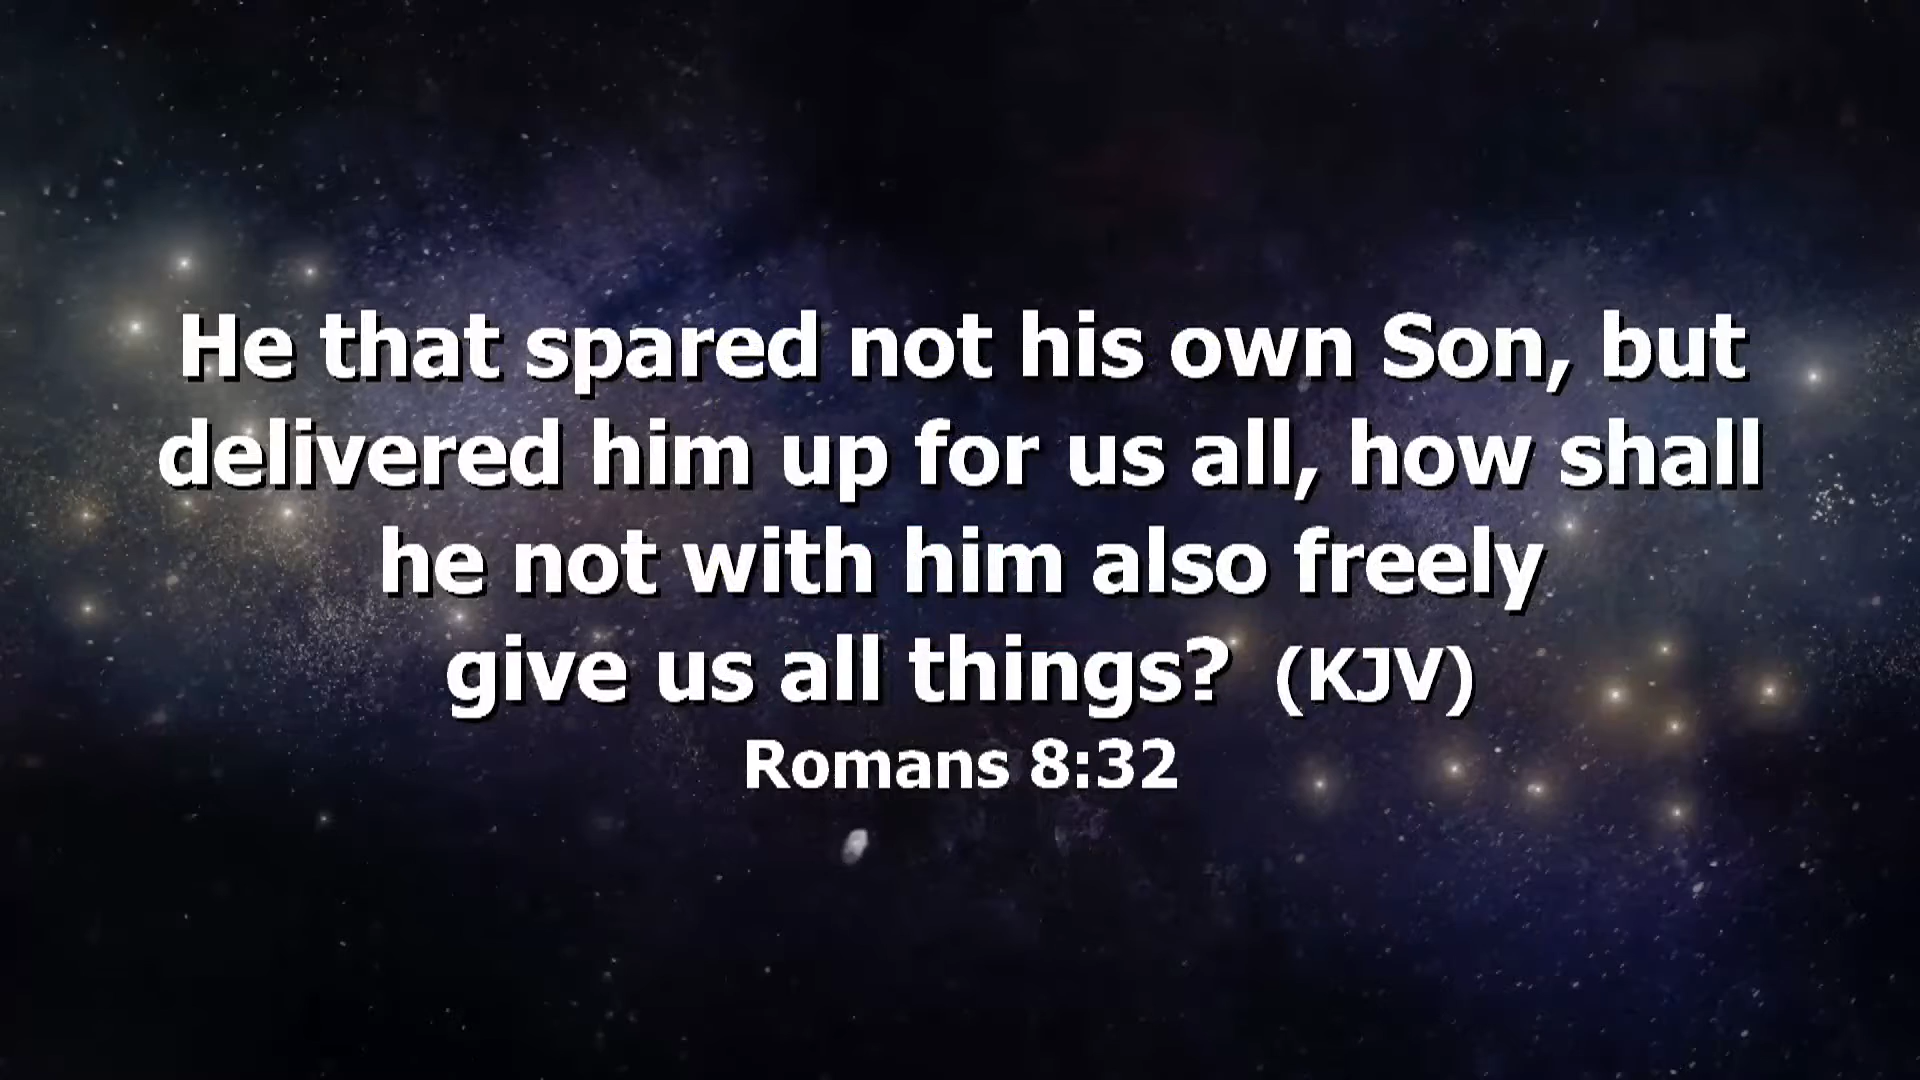 He that spared not his own Son, but
delivered him up for us all, how shall
he not with him also freely
give us all things? (KJV)
Romans 8:32